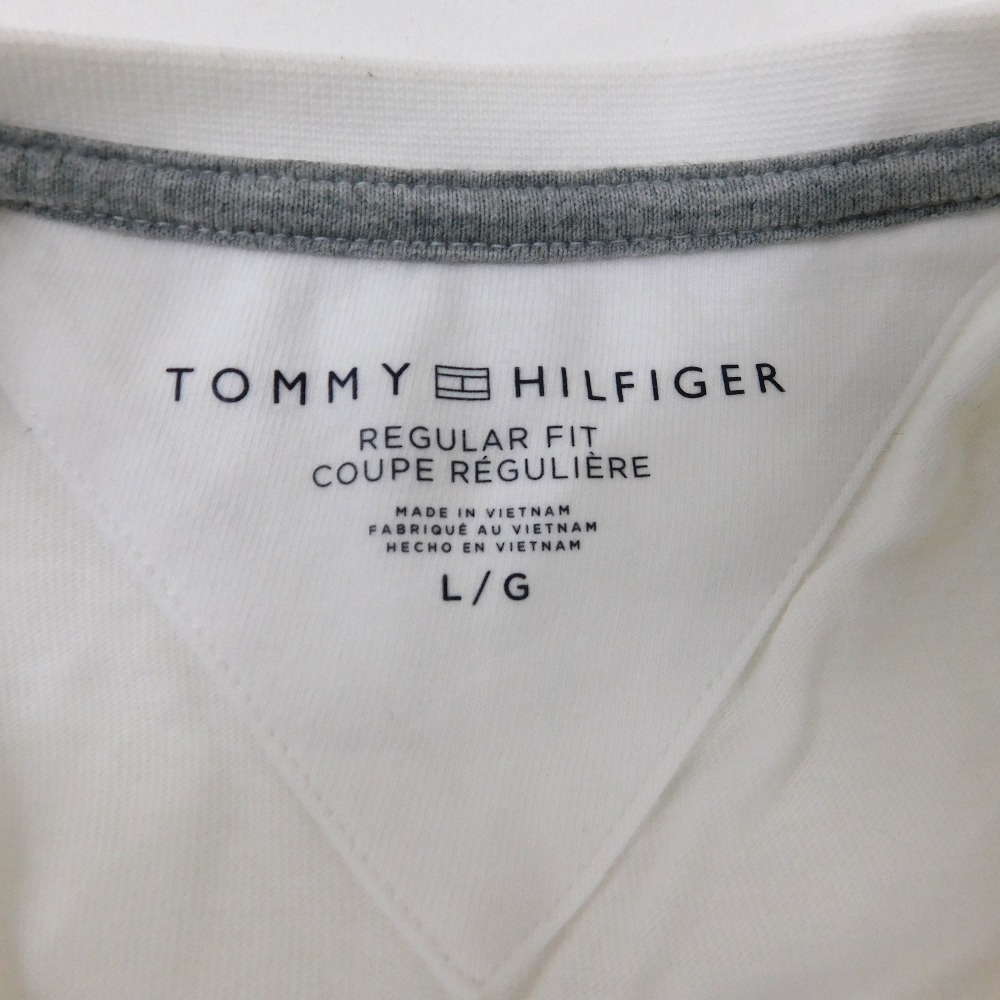 TOMMY HILFIGER
REGULAR FIT
COUPE RÉGULIÈRE
MADE IN VIETNAM
FABRIQUÉ AU VIETNAM
HECHO EN VIETNAM
L / G